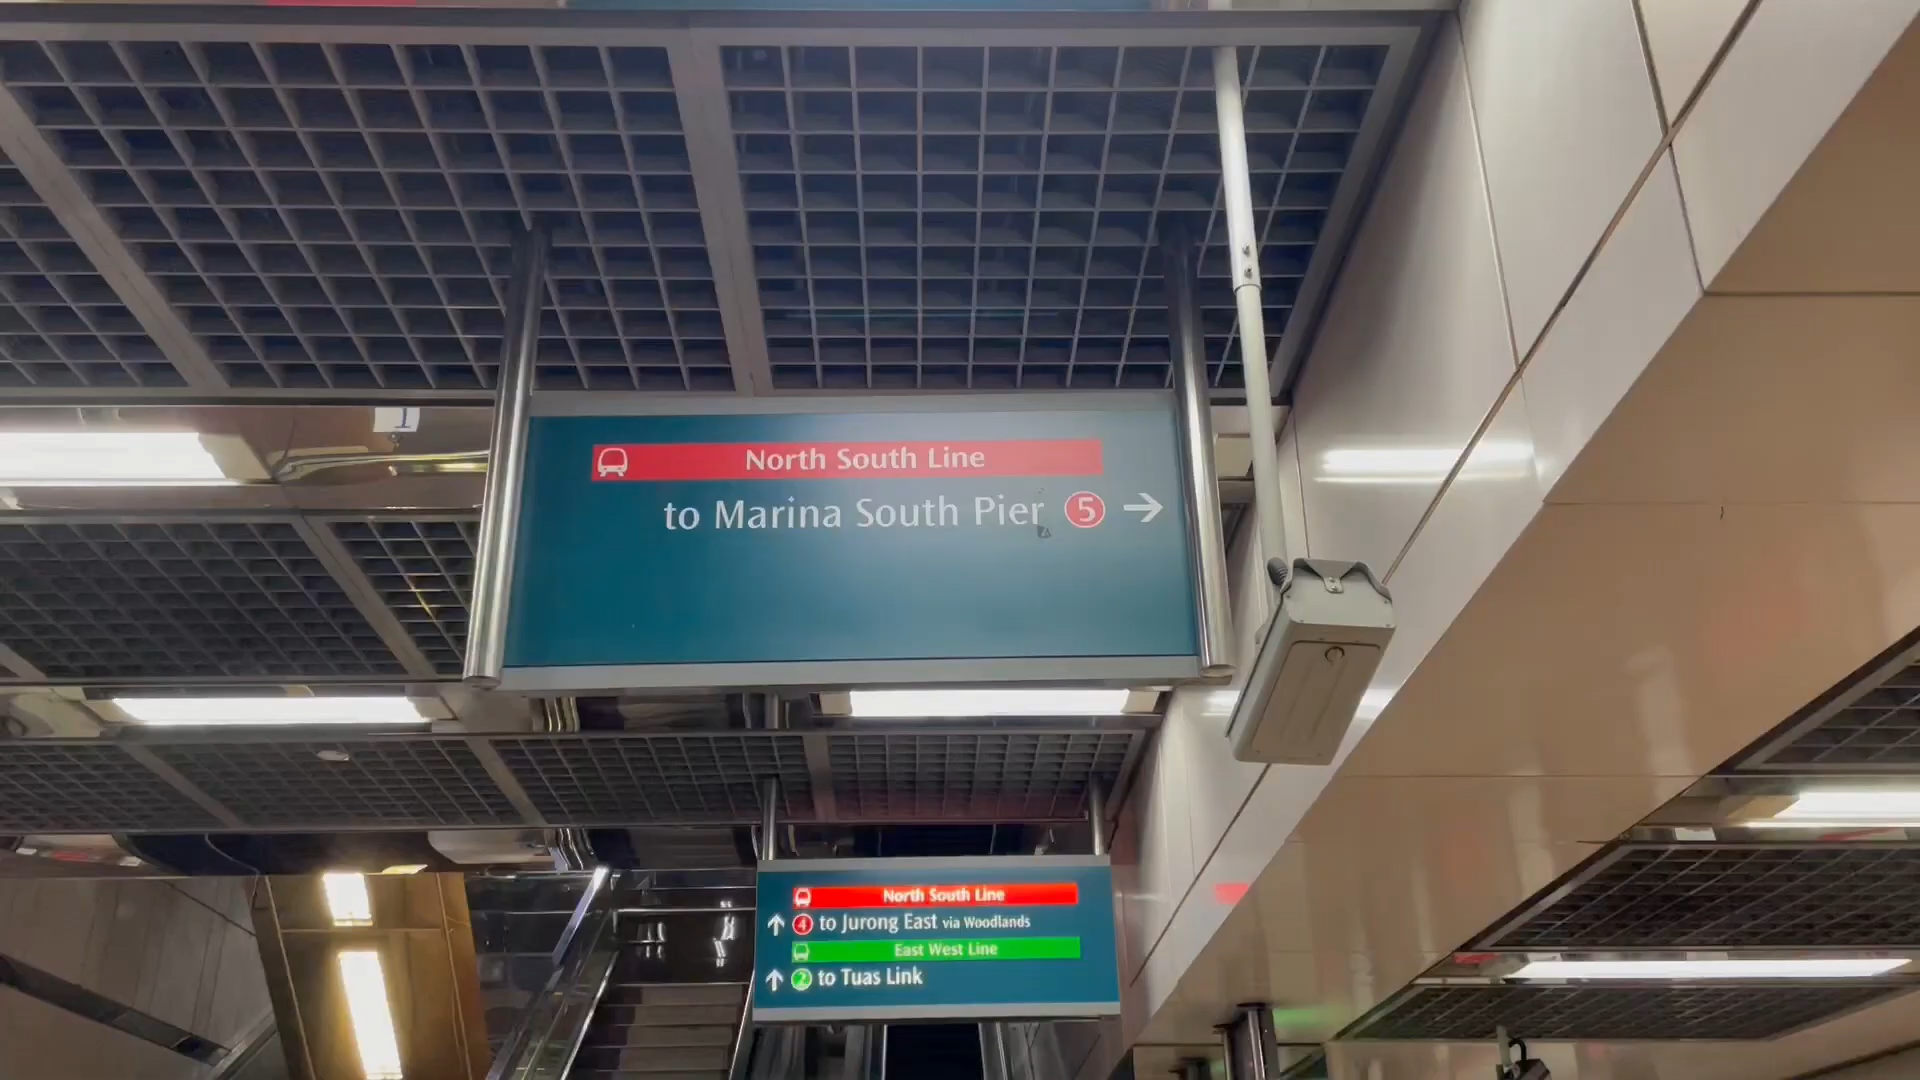 North South Line
to Marina South Pier 5 →
North South Line
↑ 4 to Jurong East via Woodlands
East West Line
↑ 2 to Tuas Link